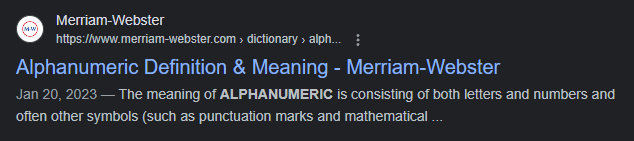 Merriam-Webster
https://www.merriam-webster.com › dictionary › alph...
Alphanumeric Definition & Meaning - Merriam-Webster
Jan 20, 2023 — The meaning of ALPHANUMERIC is consisting of both letters and numbers and
often other symbols (such as punctuation marks and mathematical ...